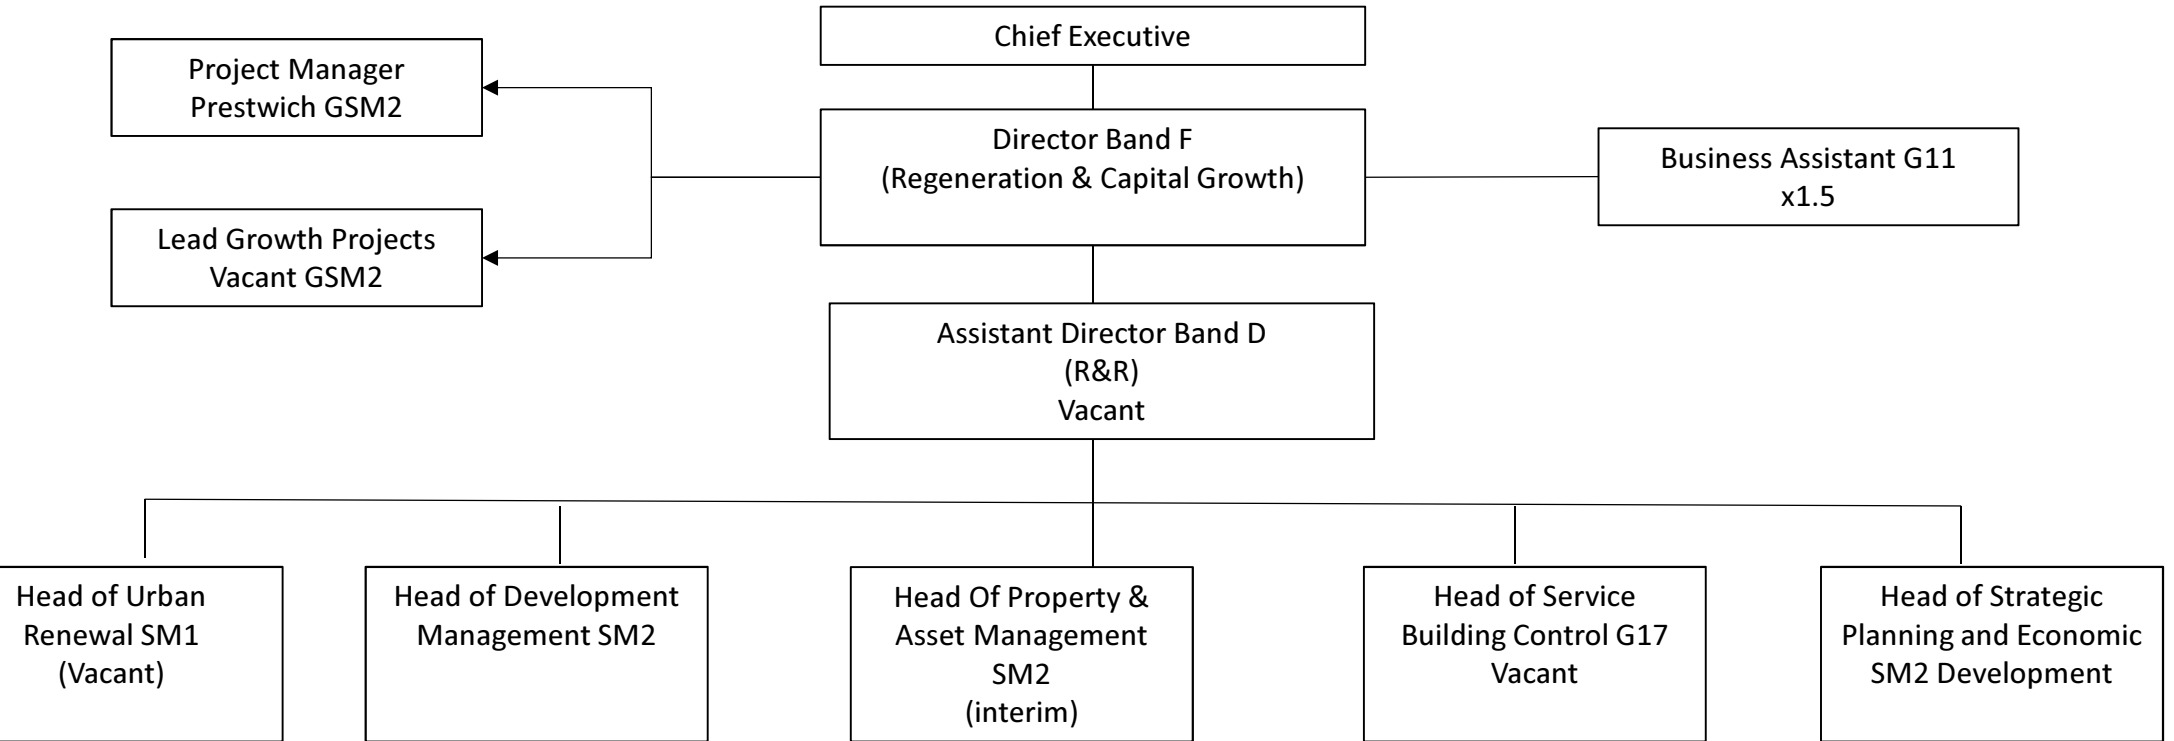 Chief Executive
Project Manager
Prestwich GSM2
Director Band F
(Regeneration & Capital Growth)
Business Assistant G11
x1.5
Lead Growth Projects
Vacant GSM2
Assistant Director Band D
(R&R)
Vacant
Head of Urban
Renewal SM1
(Vacant)
Head of Development
Management SM2
Head Of Property &
Asset Management
SM2
(interim)
Head of Service
Building Control G17
Vacant
Head of Strategic
Planning and Economic
SM2 Development